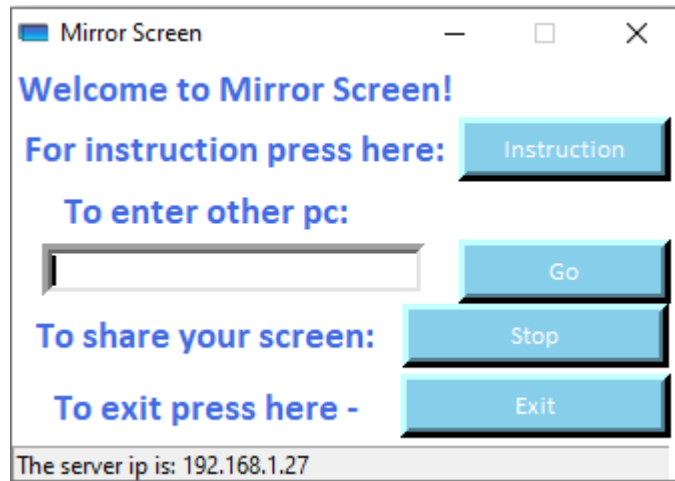 Mirror Screen
Welcome to Mirror Screen!
For instruction press here: Instruction
To enter other pc:
Go
To share your screen: Stop
To exit press here - Exit
The server ip is: 192.168.1.27